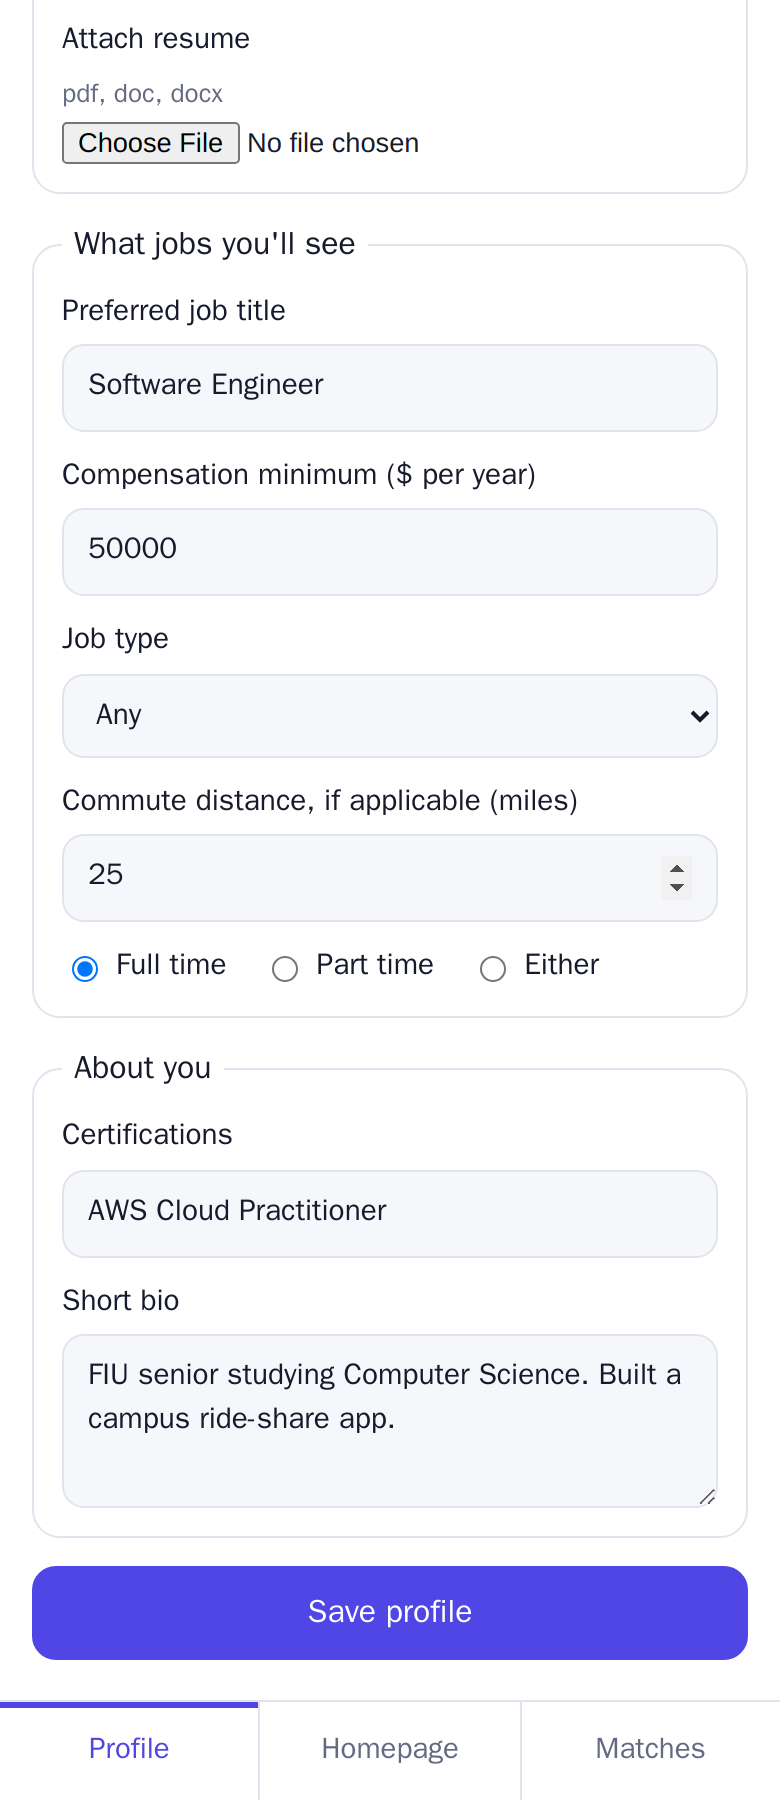 Attach resume
pdf, doc, docx
Choose File No file chosen
What jobs you'll see
Preferred job title
Software Engineer
Compensation minimum ($ per year)
50000
Job type
Any
Commute distance, if applicable (miles)
25
Full time Part time Either
About you
Certifications
AWS Cloud Practitioner
Short bio
FIU senior studying Computer Science. Built a
campus ride-share app.
Save profile
Profile Homepage Matches